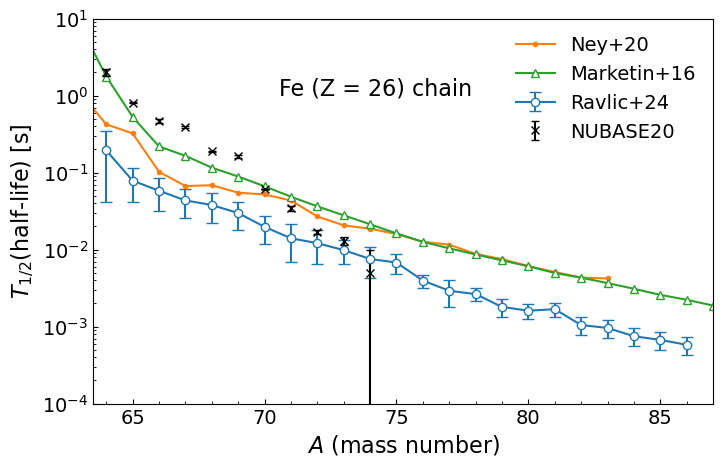 10¹
10⁰
10⁻¹
10⁻²
10⁻³
10⁻⁴
T₁/₂(half-life) [s]
Fe (Z = 26) chain
Ney+20
Marketin+16
Ravlic+24
NUBASE20
65 70 75 80 85
A (mass number)